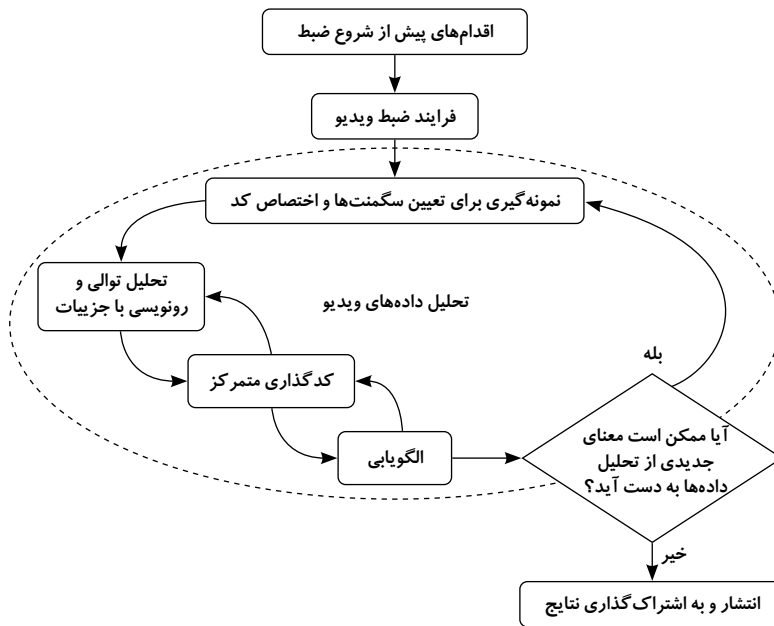 اقدام‌های پیش از شروع ضبط
فرایند ضبط ویدیو
نمونه‌گیری برای تعیین سگمنت‌ها و اختصاص کد
تحلیل توالی و
رونویسی با جزییات
تحلیل داده‌های ویدیو
کدگذاری متمرکز
الگویابی
بله
آیا ممکن است معنای
جدیدی از تحلیل
داده‌ها به دست آید؟
خیر
انتشار و به اشتراک‌گذاری نتایج